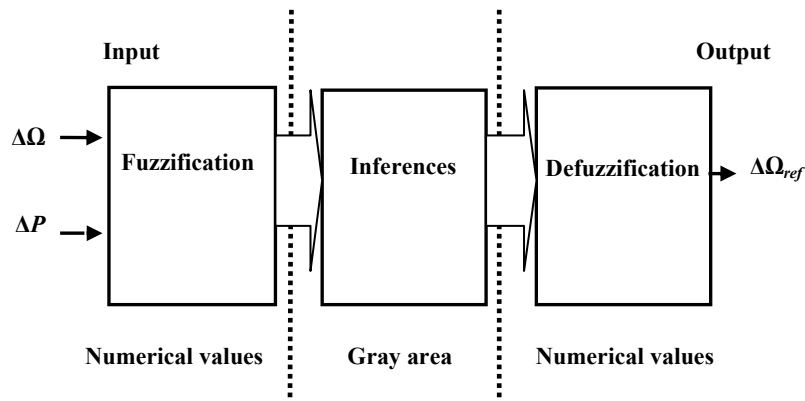 Input
Output
ΔΩ
Fuzzification
Inferences
Defuzzification
ΔΩref
ΔP
Numerical values
Gray area
Numerical values